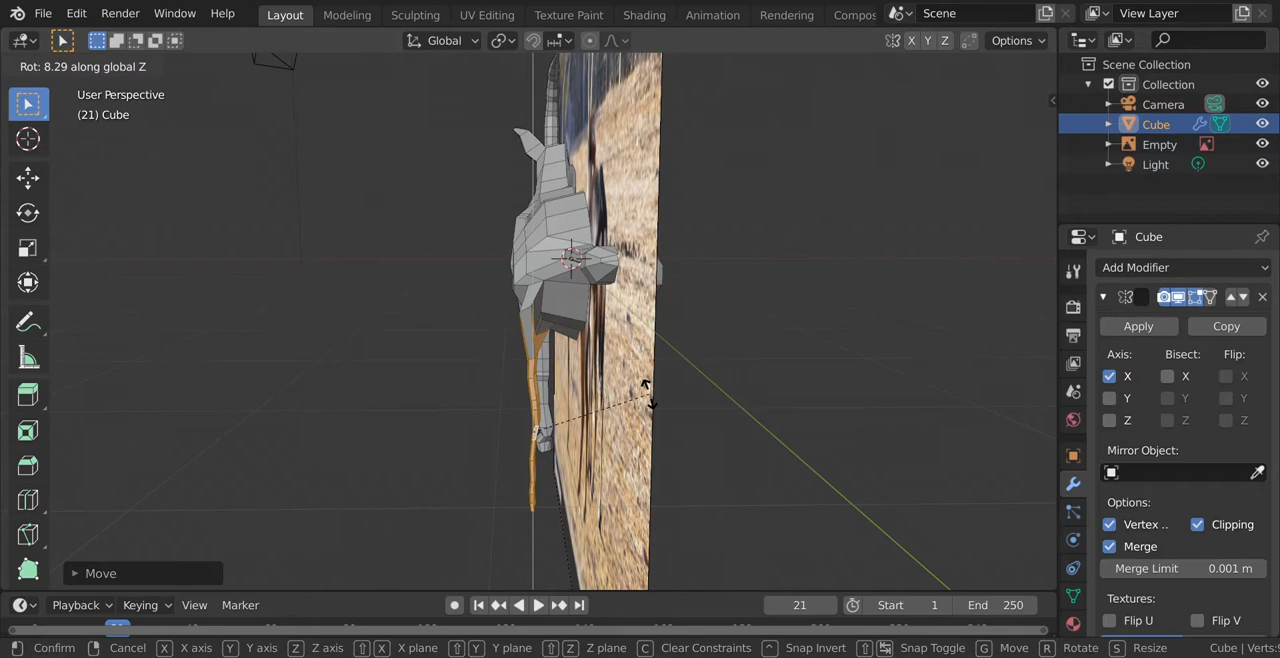 File Edit Render Window Help Layout Modeling Sculpting UV Editing Texture Paint Shading Animation Rendering Compos Scene View Layer
Global X Y Z Options
Rot: 8.29 along global Z
User Perspective
(21) Cube
Move
Scene Collection
Collection
Camera
Cube
Empty
Light
Cube
Add Modifier
Apply Copy
Axis: Bisect: Flip:
X X X
Y Y Y
Z Z Z
Mirror Object:
Options:
Vertex .. Clipping
Merge
Merge Limit 0.001 m
Textures:
Flip U Flip V
Playback Keying View Marker 21 Start 1 End 250
Confirm Cancel X X axis Y Y axis Z Z axis X X plane Y Y plane Z Z plane C Clear Constraints Snap Invert Snap Toggle G Move R Rotate S Resize Cube | Verts: